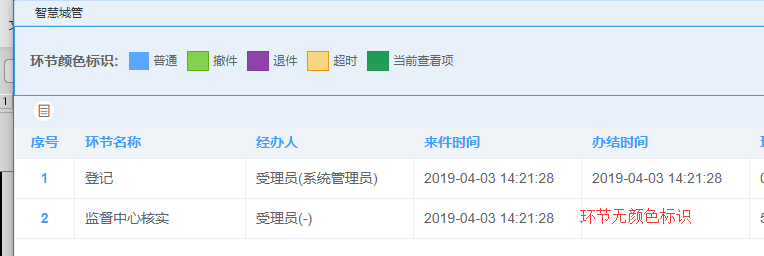 智慧城管
环节颜色标识: 普通 撤件 退件 超时 当前查看项
1
序号 环节名称 经办人 来件时间 办结时间
1 登记 受理员(系统管理员) 2019-04-03 14:21:28 2019-04-03 14:21:28
2 监督中心核实 受理员(-) 2019-04-03 14:21:28 环节无颜色标识